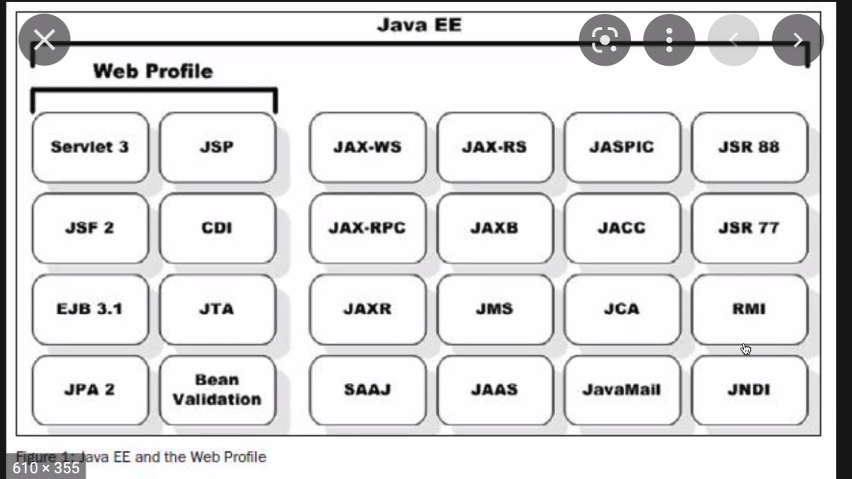 Java EE
Web Profile
Servlet 3 JSP JAX-WS JAX-RS JASPIC JSR 88
JSF 2 CDI JAX-RPC JAXB JACC JSR 77
EJB 3.1 JTA JAXR JMS JCA RMI
JPA 2 Bean Validation SAAJ JAAS JavaMail JNDI
Figure 1: Java EE and the Web Profile
610 × 355